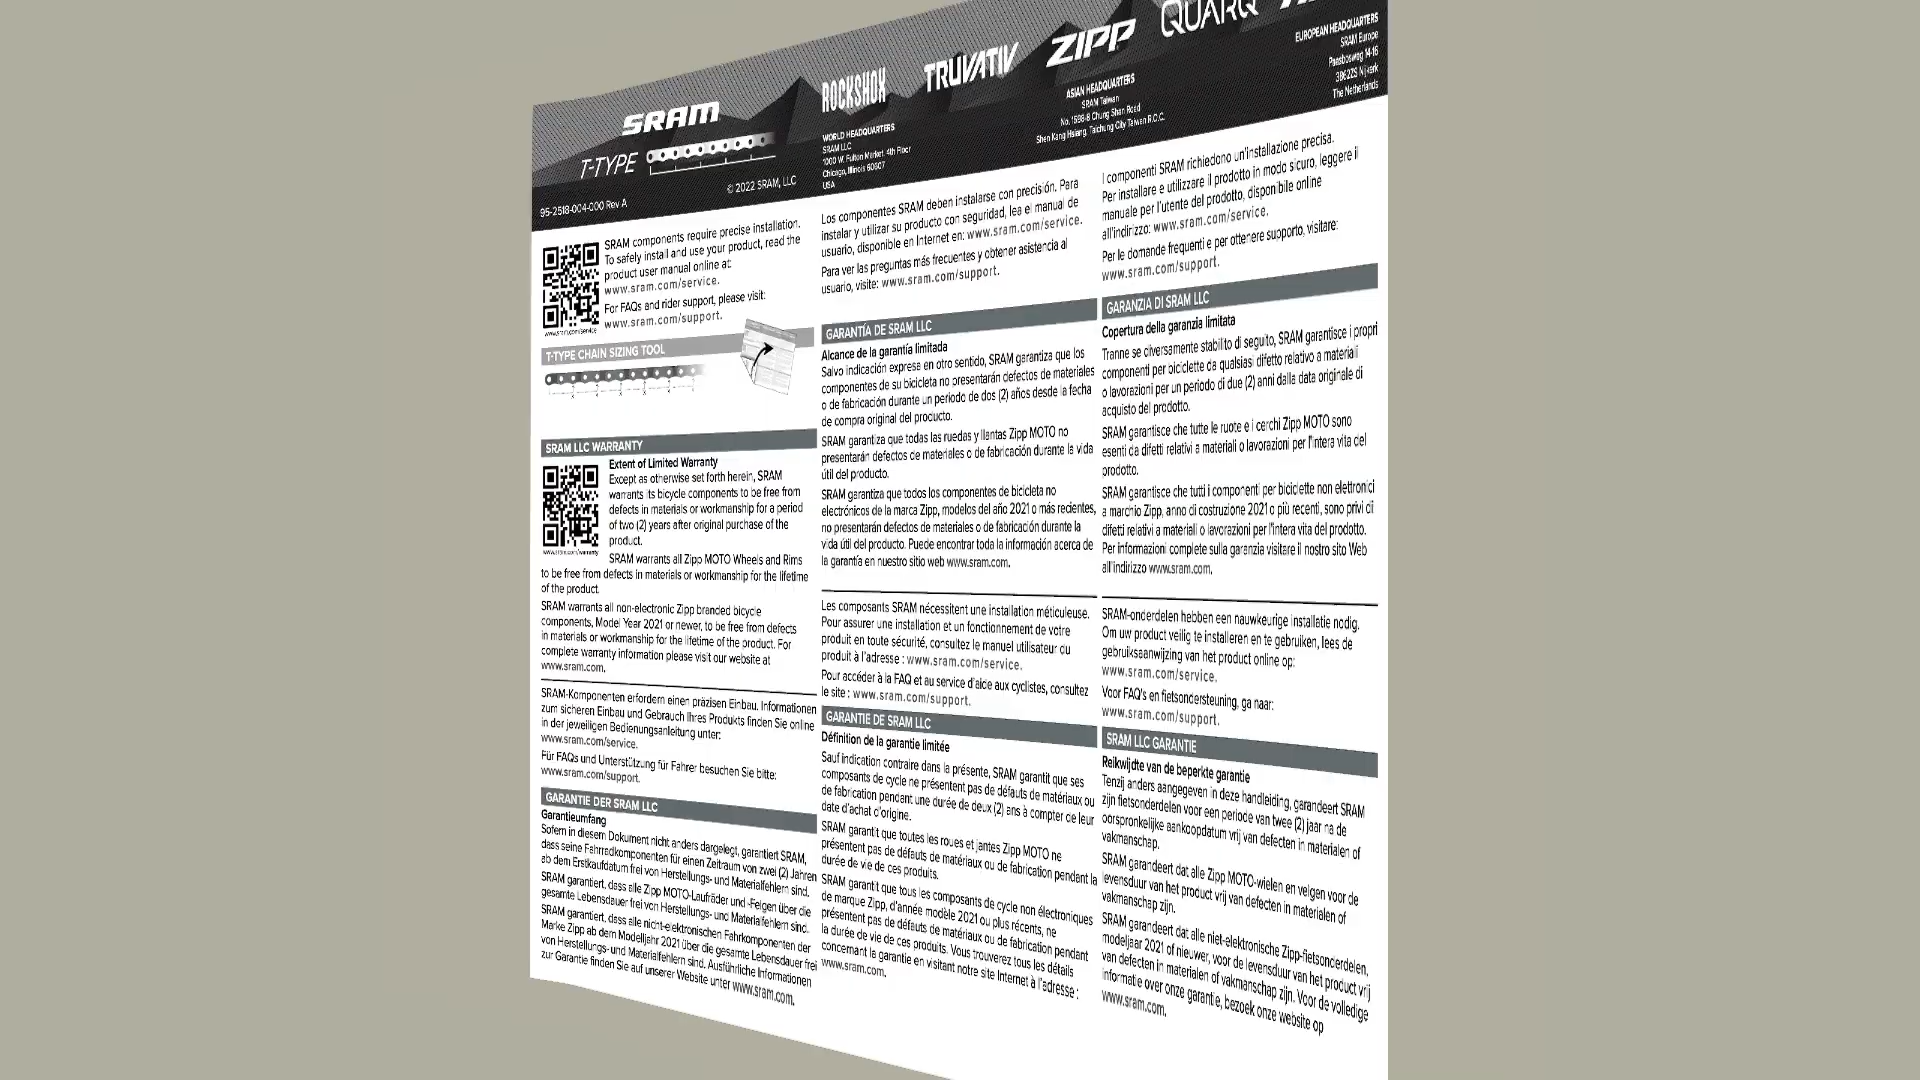 SRAM
T-TYPE
© 2022 SRAM, LLC
95-2518-004-000 Rev A
ROCKSHOX
TRUVATIV
ZIPP
QUARQ
WORLD HEADQUARTERS
SRAM LLC
1000 W. Fulton Market, 4th Floor
Chicago, Illinois 60607
USA
ASIAN HEADQUARTERS
SRAM Taiwan
No. 1598-8 Chung Shan Road
Shen Kang Hsiang, Taichung City Taiwan R.O.C.
EUROPEAN HEADQUARTERS
SRAM Europe
Paasbosweg 14-16
3862ZS Nijkerk
The Netherlands
SRAM components require precise installation.
To safely install and use your product, read the
product user manual online at:
www.sram.com/service.
For FAQs and rider support, please visit:
www.sram.com/support.
www.sram.com/service
T-TYPE CHAIN SIZING TOOL
SRAM LLC WARRANTY
Extent of Limited Warranty
Except as otherwise set forth herein, SRAM
warrants its bicycle components to be free from
defects in materials or workmanship for a period
of two (2) years after original purchase of the
product.
www.sram.com/warranty
SRAM warrants all Zipp MOTO Wheels and Rims
to be free from defects in materials or workmanship for the lifetime
of the product.
SRAM warrants all non-electronic Zipp branded bicycle
components, Model Year 2021 or newer, to be free from defects
in materials or workmanship for the lifetime of the product. For
complete warranty information please visit our website at
www.sram.com.
SRAM-Komponenten erfordern einen präzisen Einbau. Informationen
zum sicheren Einbau und Gebrauch Ihres Produkts finden Sie online
in der jeweiligen Bedienungsanleitung unter:
www.sram.com/service.
Für FAQs und Unterstützung für Fahrer besuchen Sie bitte:
www.sram.com/support.
GARANTIE DER SRAM LLC
Garantieumfang
Sofern in diesem Dokument nicht anders dargelegt, garantiert SRAM,
dass seine Fahrradkomponenten für einen Zeitraum von zwei (2) Jahren
ab dem Erstkaufdatum frei von Herstellungs- und Materialfehlern sind.
SRAM garantiert, dass alle Zipp MOTO-Laufräder und -Felgen über die
gesamte Lebensdauer frei von Herstellungs- und Materialfehlern sind.
SRAM garantiert, dass alle nicht-elektronischen Fahrkomponenten der
Marke Zipp ab dem Modelljahr 2021 über die gesamte Lebensdauer frei
von Herstellungs- und Materialfehlern sind. Ausführliche Informationen
zur Garantie finden Sie auf unserer Website unter www.sram.com.
Los componentes SRAM deben instalarse con precisión. Para
instalar y utilizar su producto con seguridad, lea el manual de
usuario, disponible en Internet en: www.sram.com/service.
Para ver las preguntas más frecuentes y obtener asistencia al
usuario, visite: www.sram.com/support.
GARANTÍA DE SRAM LLC
Alcance de la garantía limitada
Salvo indicación expresa en otro sentido, SRAM garantiza que los
componentes de su bicicleta no presentarán defectos de materiales
o de fabricación durante un periodo de dos (2) años desde la fecha
de compra original del producto.
SRAM garantiza que todas las ruedas y llantas Zipp MOTO no
presentarán defectos de materiales o de fabricación durante la vida
útil del producto.
SRAM garantiza que todos los componentes de bicicleta no
electrónicos de la marca Zipp, modelos del año 2021 o más recientes,
no presentarán defectos de materiales o de fabricación durante la
vida útil del producto. Puede encontrar toda la información acerca de
la garantía en nuestro sitio web www.sram.com.
Les composants SRAM nécessitent une installation méticuleuse.
Pour assurer une installation et un fonctionnement de votre
produit en toute sécurité, consultez le manuel utilisateur du
produit à l'adresse : www.sram.com/service.
Pour accéder à la FAQ et au service d'aide aux cyclistes, consultez
le site : www.sram.com/support.
GARANTIE DE SRAM LLC
Définition de la garantie limitée
Sauf indication contraire dans la présente, SRAM garantit que ses
composants de cycle ne présentent pas de défauts de matériaux ou
de fabrication pendant une durée de deux (2) ans à compter de leur
date d'achat d'origine.
SRAM garantit que toutes les roues et jantes Zipp MOTO ne
présentent pas de défauts de matériaux ou de fabrication pendant la
durée de vie de ces produits.
SRAM garantit que tous les composants de cycle non électroniques
de marque Zipp, d'année modèle 2021 ou plus récents, ne
présentent pas de défauts de matériaux ou de fabrication pendant
la durée de vie de ces produits. Vous trouverez tous les détails
concernant la garantie en visitant notre site Internet à l'adresse :
www.sram.com.
I componenti SRAM richiedono un'installazione precisa.
Per installare e utilizzare il prodotto in modo sicuro, leggere il
manuale per l'utente del prodotto, disponibile online
all'indirizzo: www.sram.com/service.
Per le domande frequenti e per ottenere supporto, visitare:
www.sram.com/support.
GARANZIA DI SRAM LLC
Copertura della garanzia limitata
Tranne se diversamente stabilito di seguito, SRAM garantisce i propri
componenti per biciclette da qualsiasi difetto relativo a materiali
o lavorazioni per un periodo di due (2) anni dalla data originale di
acquisto del prodotto.
SRAM garantisce che tutte le ruote e i cerchi Zipp MOTO sono
esenti da difetti relativi a materiali o lavorazioni per l'intera vita del
prodotto.
SRAM garantisce che tutti i componenti per biciclette non elettronici
a marchio Zipp, anno di costruzione 2021 o più recenti, sono privi di
difetti relativi a materiali o lavorazioni per l'intera vita del prodotto.
Per informazioni complete sulla garanzia visitare il nostro sito Web
all'indirizzo www.sram.com.
SRAM-onderdelen hebben een nauwkeurige installatie nodig.
Om uw product veilig te installeren en te gebruiken, lees de
gebruiksaanwijzing van het product online op:
www.sram.com/service.
Voor FAQ's en fietsondersteuning, ga naar:
www.sram.com/support.
SRAM LLC GARANTIE
Reikwijdte van de beperkte garantie
Tenzij anders aangegeven in deze handleiding, garandeert SRAM
zijn fietsonderdelen voor een periode van twee (2) jaar na de
oorspronkelijke aankoopdatum vrij van defecten in materialen of
vakmanschap.
SRAM garandeert dat alle Zipp MOTO-wielen en velgen voor de
levensduur van het product vrij van defecten in materialen of
vakmanschap zijn.
SRAM garandeert dat alle niet-elektronische Zipp-fietsonderdelen,
modeljaar 2021 of nieuwer, voor de levensduur van het product vrij
van defecten in materialen of vakmanschap zijn. Voor de volledige
informatie over onze garantie, bezoek onze website op
www.sram.com.